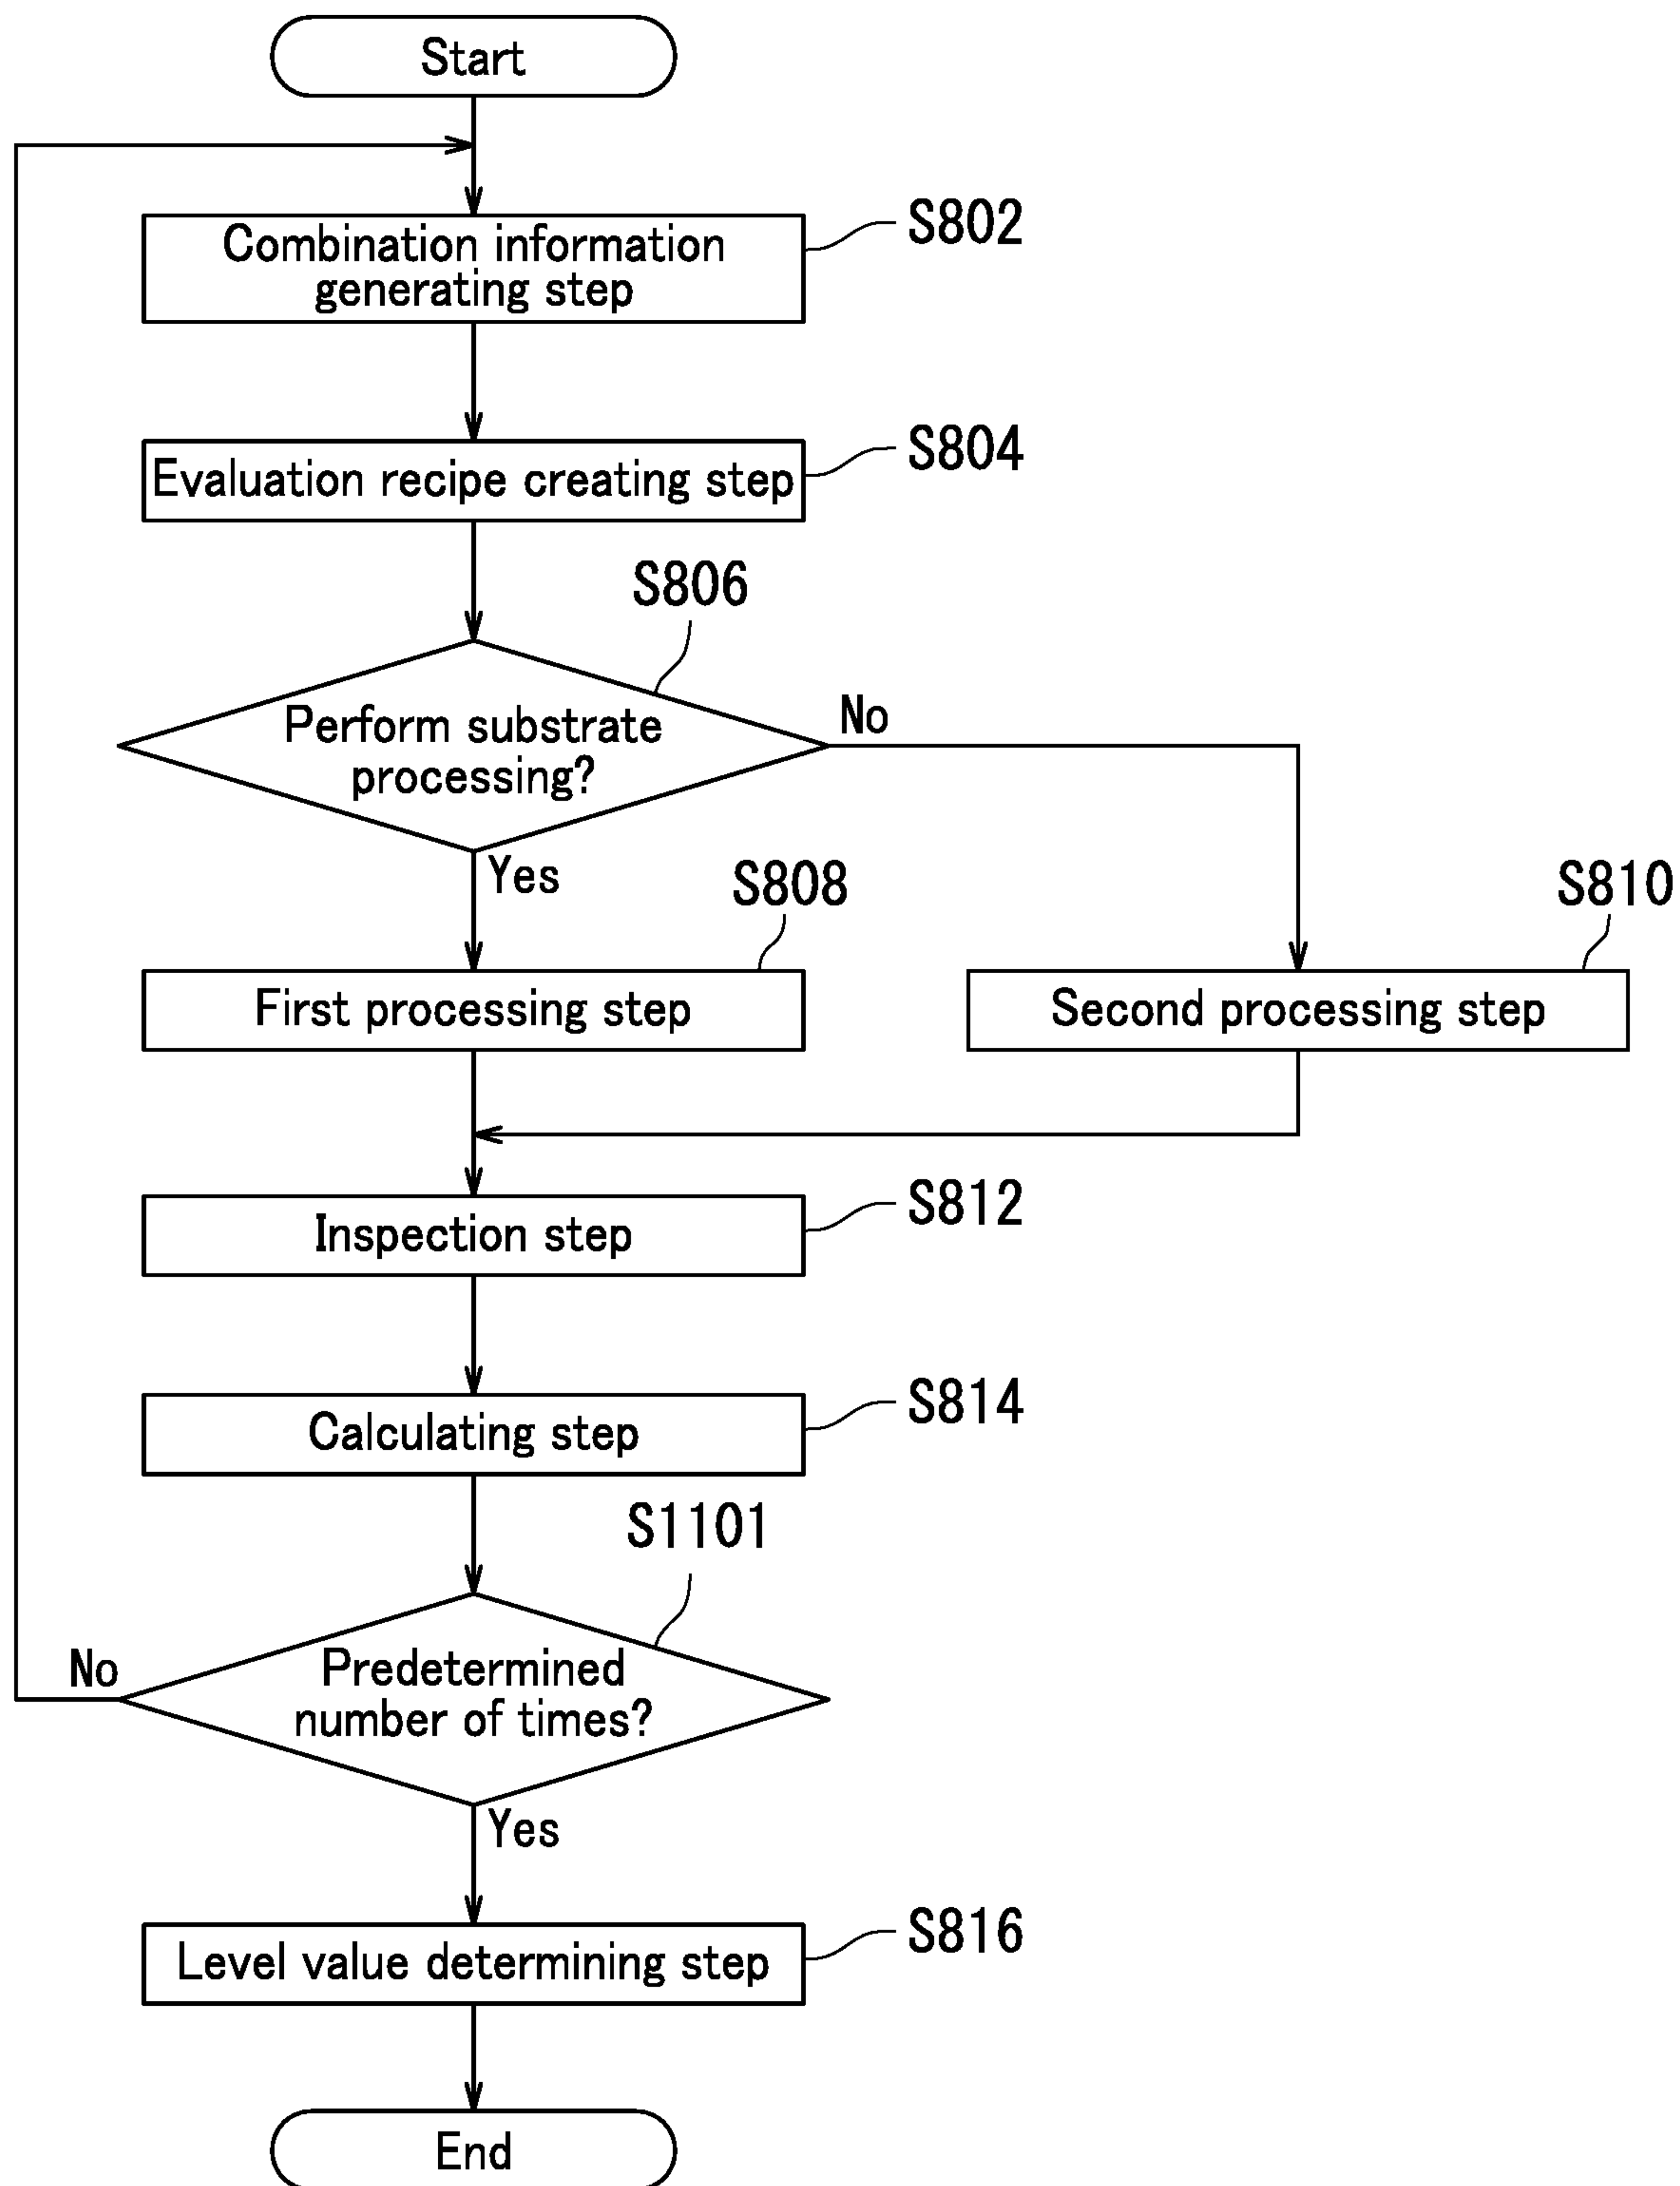 Start
Combination information
generating step
S802
Evaluation recipe creating step
S804
S806
Perform substrate
processing?
No
Yes
S808
S810
First processing step
Second processing step
Inspection step
S812
Calculating step
S814
S1101
Predetermined
number of times?
No
Yes
Level value determining step
S816
End